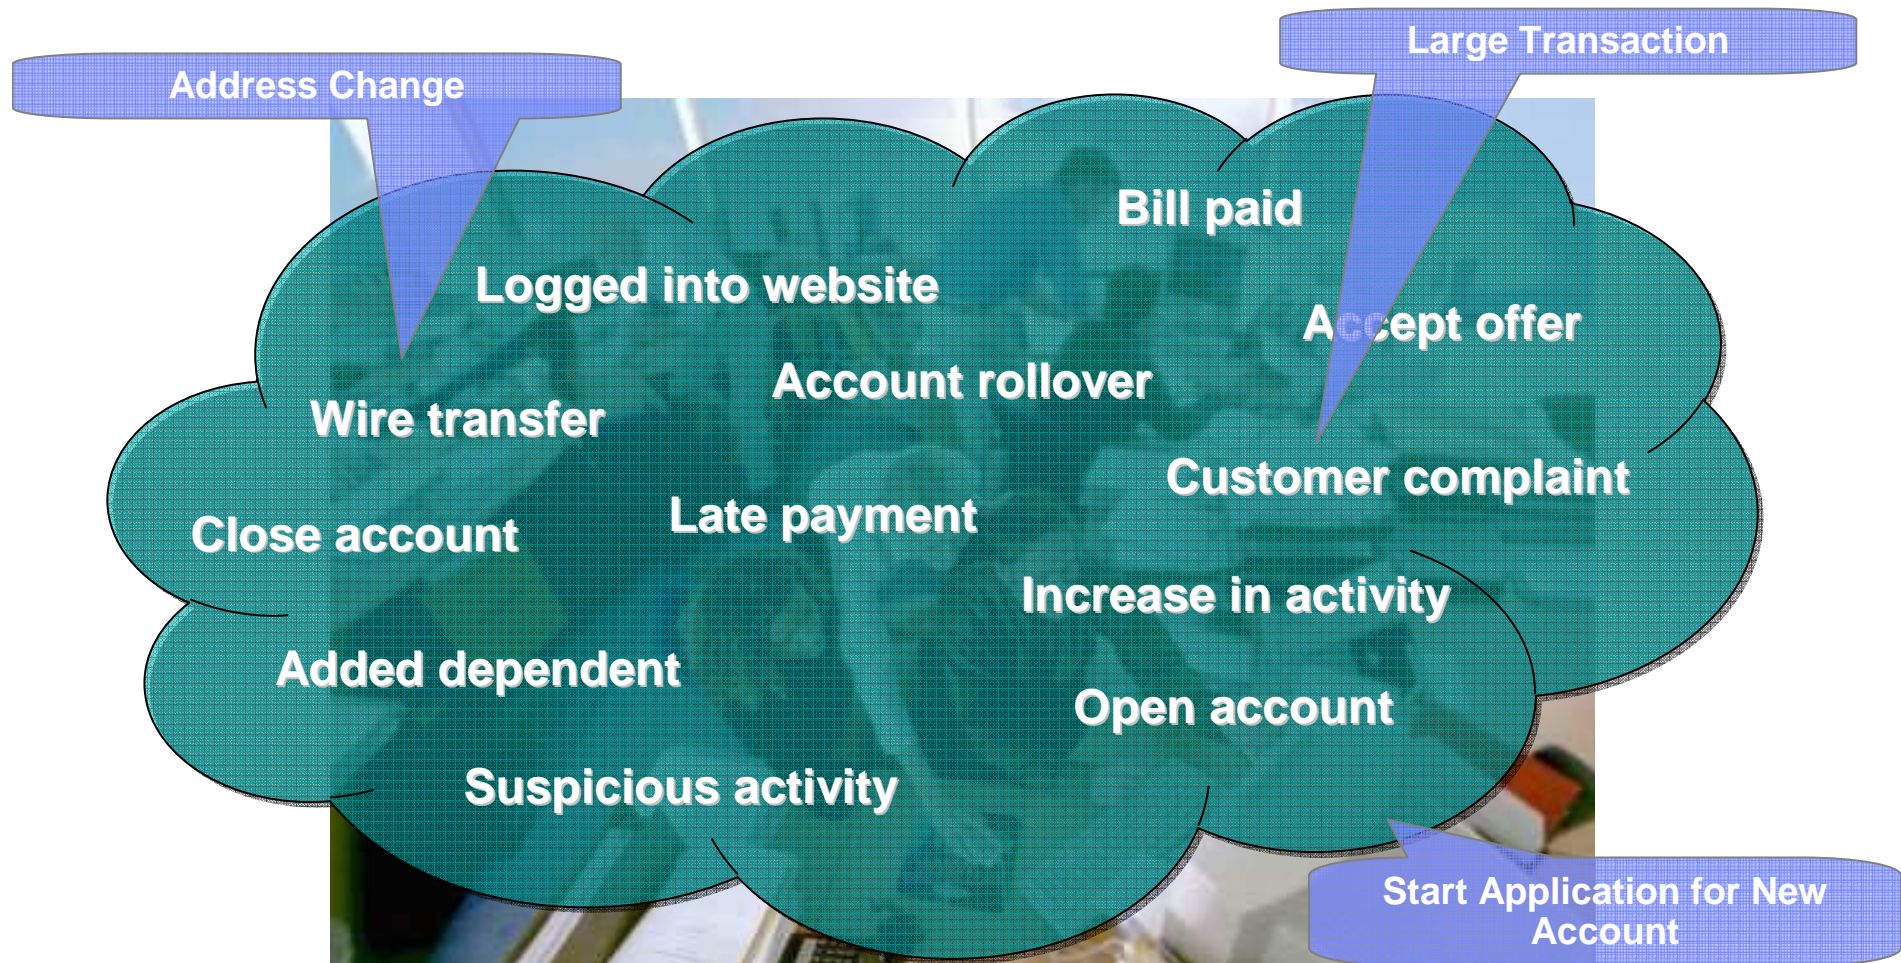 Large Transaction
Address Change
Bill paid
Logged into website
Accept offer
Account rollover
Wire transfer
Customer complaint
Late payment
Close account
Increase in activity
Added dependent
Open account
Suspicious activity
Start Application for New
Account